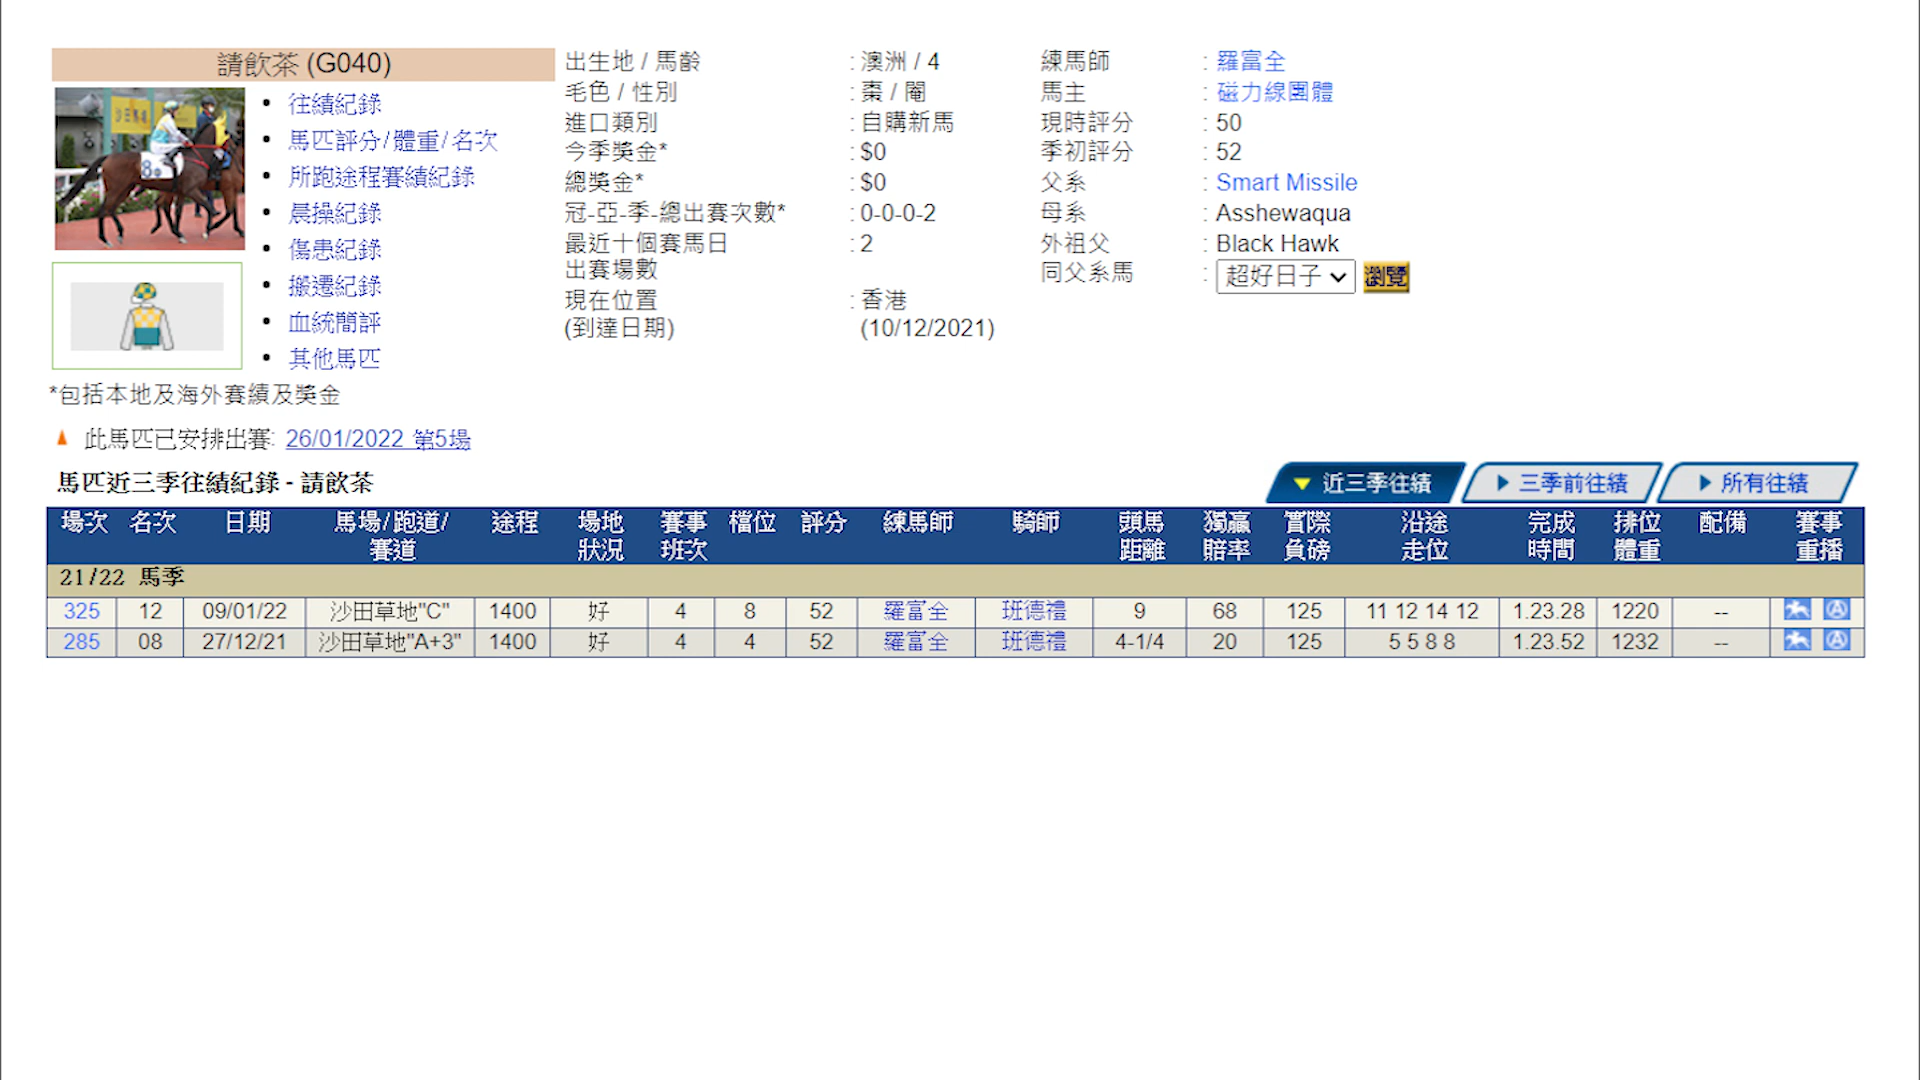 請飲茶 (G040)
往績紀錄
馬匹評分/體重/名次
所跑途程賽績紀錄
晨操紀錄
傷患紀錄
搬遷紀錄
血統簡評
其他馬匹
*包括本地及海外賽績及獎金
出生地 / 馬齡 : 澳洲 / 4
毛色 / 性別 : 棗 / 閹
進口類別 : 自購新馬
今季獎金* : $0
總獎金* : $0
冠-亞-季-總出賽次數* : 0-0-0-2
最近十個賽馬日 : 2
出賽場數
現在位置 : 香港
(到達日期) (10/12/2021)
練馬師 : 羅富全
馬主 : 磁力線團體
現時評分 : 50
季初評分 : 52
父系 : Smart Missile
母系 : Asshewaqua
外祖父 : Black Hawk
同父系馬 : 超好日子 瀏覽
此馬匹已安排出賽: 26/01/2022 第5場
馬匹近三季往績紀錄 - 請飲茶
近三季往績 三季前往績 所有往績
場次 名次 日期 馬場/跑道/ 途程 場地 賽事 檔位 評分 練馬師 騎師 頭馬 獨贏 實際 沿途 完成 排位 配備 賽事
賽道 狀況 班次 距離 賠率 負磅 走位 時間 體重 重播
21/22 馬季
325 12 09/01/22 沙田草地"C" 1400 好 4 8 52 羅富全 班德禮 9 68 125 11 12 14 12 1.23.28 1220 --
285 08 27/12/21 沙田草地"A+3" 1400 好 4 4 52 羅富全 班德禮 4-1/4 20 125 5 5 8 8 1.23.52 1232 --